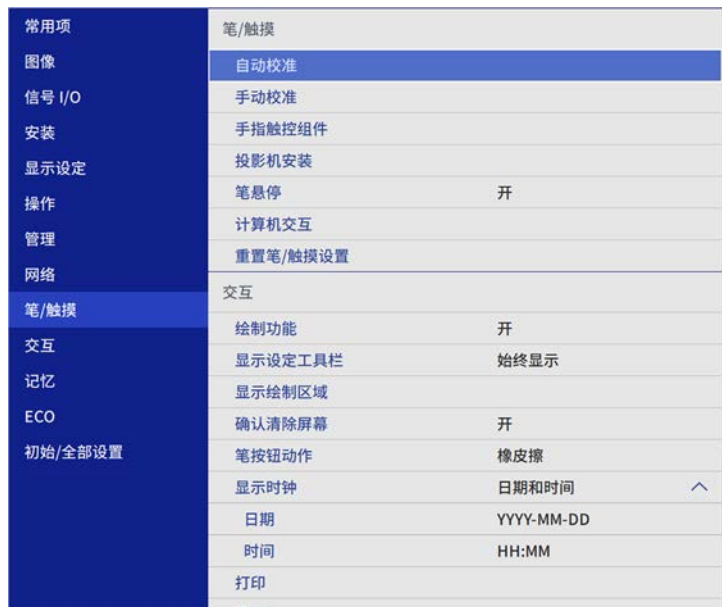 常用项
图像
信号 I/O
安装
显示设定
操作
管理
网络
笔/触摸
交互
记忆
ECO
初始/全部设置
笔/触摸
自动校准
手动校准
手指触控组件
投影机安装
笔悬停 开
计算机交互
重置笔/触摸设置
交互
绘制功能 开
显示设定工具栏 始终显示
显示绘制区域
确认清除屏幕 开
笔按钮动作 橡皮擦
显示时钟 日期和时间
日期 YYYY-MM-DD
时间 HH:MM
打印